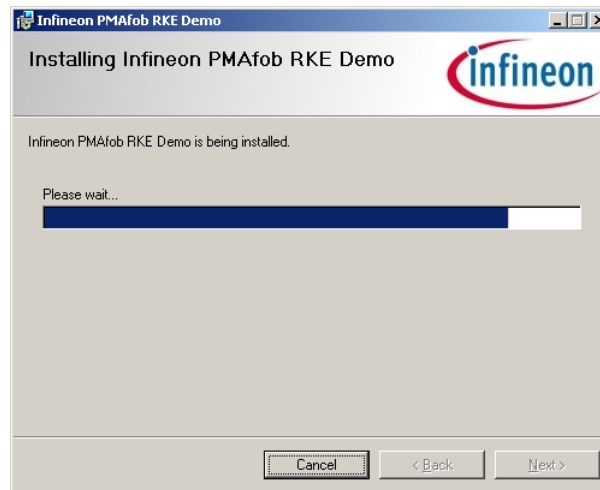 Infineon PMAfob RKE Demo
Installing Infineon PMAfob RKE Demo
infineon
Infineon PMAfob RKE Demo is being installed.
Please wait...
Cancel
< Back
Next >